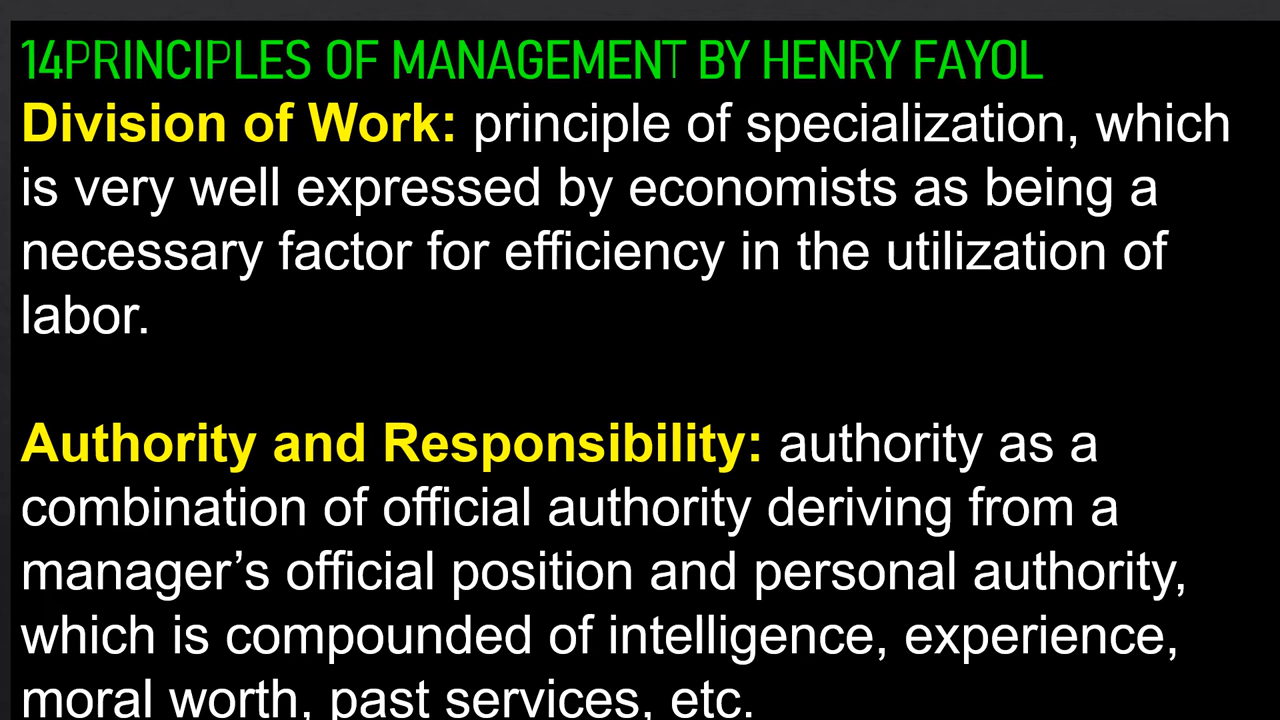 14PRINCIPLES OF MANAGEMENT BY HENRY FAYOL
Division of Work: principle of specialization, which
is very well expressed by economists as being a
necessary factor for efficiency in the utilization of
labor.
Authority and Responsibility: authority as a
combination of official authority deriving from a
manager’s official position and personal authority,
which is compounded of intelligence, experience,
moral worth, past services, etc.